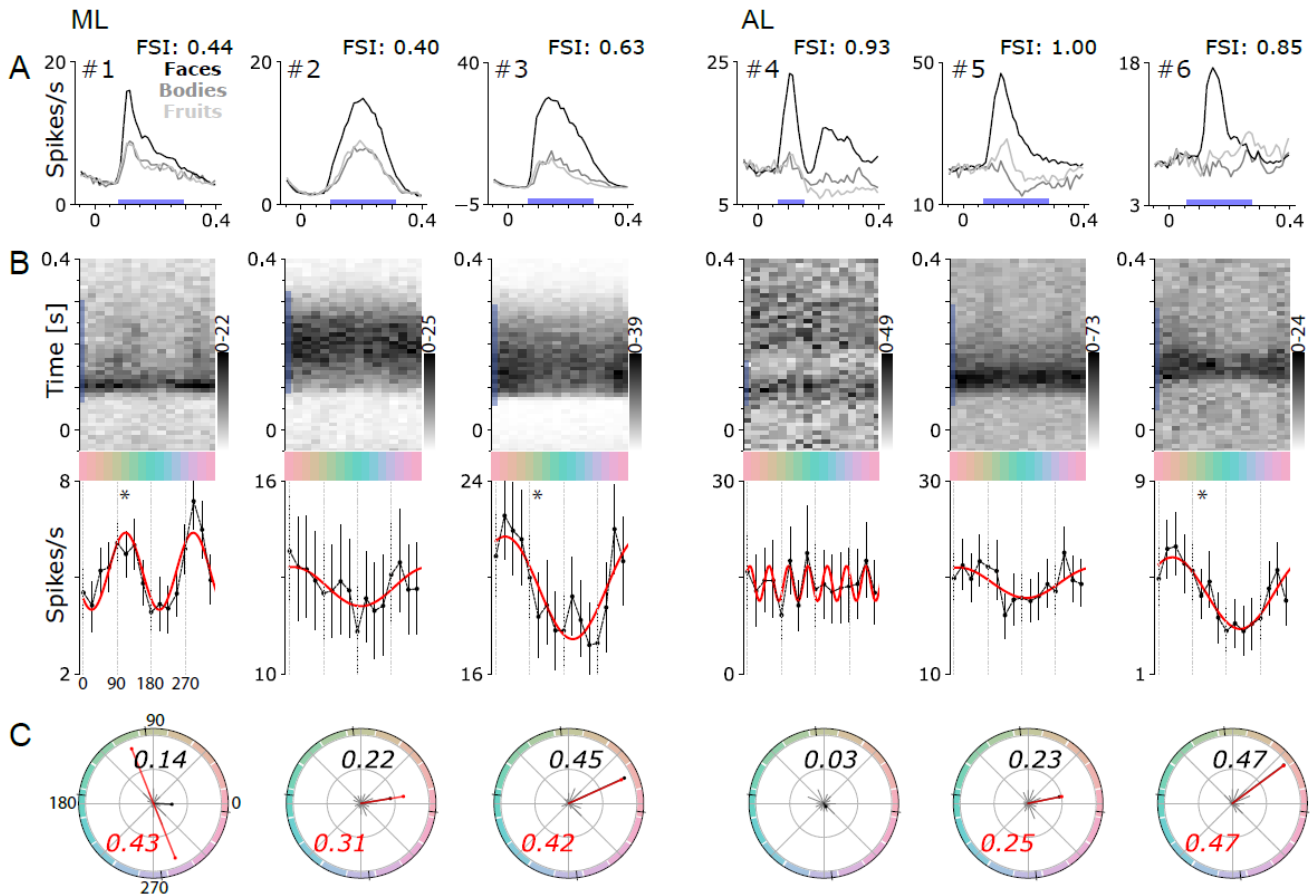 ML AL
FSI: 0.44 FSI: 0.40 FSI: 0.63 FSI: 0.93 FSI: 1.00 FSI: 0.85
A
#1 #2 #3 #4 #5 #6
Faces
Bodies
Fruits
Spikes/s
20 20 40 25 50 18
0 0 −5 5 10 3
0 0.4 0 0.4 0 0.4 0 0.4 0 0.4 0 0.4
B
0.4 0.4 0.4 0.4 0.4 0.4
Time [s]
0-22 0-25 0-39 0-49 0-73 0-24
0 0 0 0 0 0
8 16 24 30 30 9
* * *
Spikes/s
2 10 16 0 10 1
0 90 180 270
C
90
0.14 0.22 0.45 0.03 0.23 0.47
180 0
0.43 0.31 0.42 0.25 0.47
270